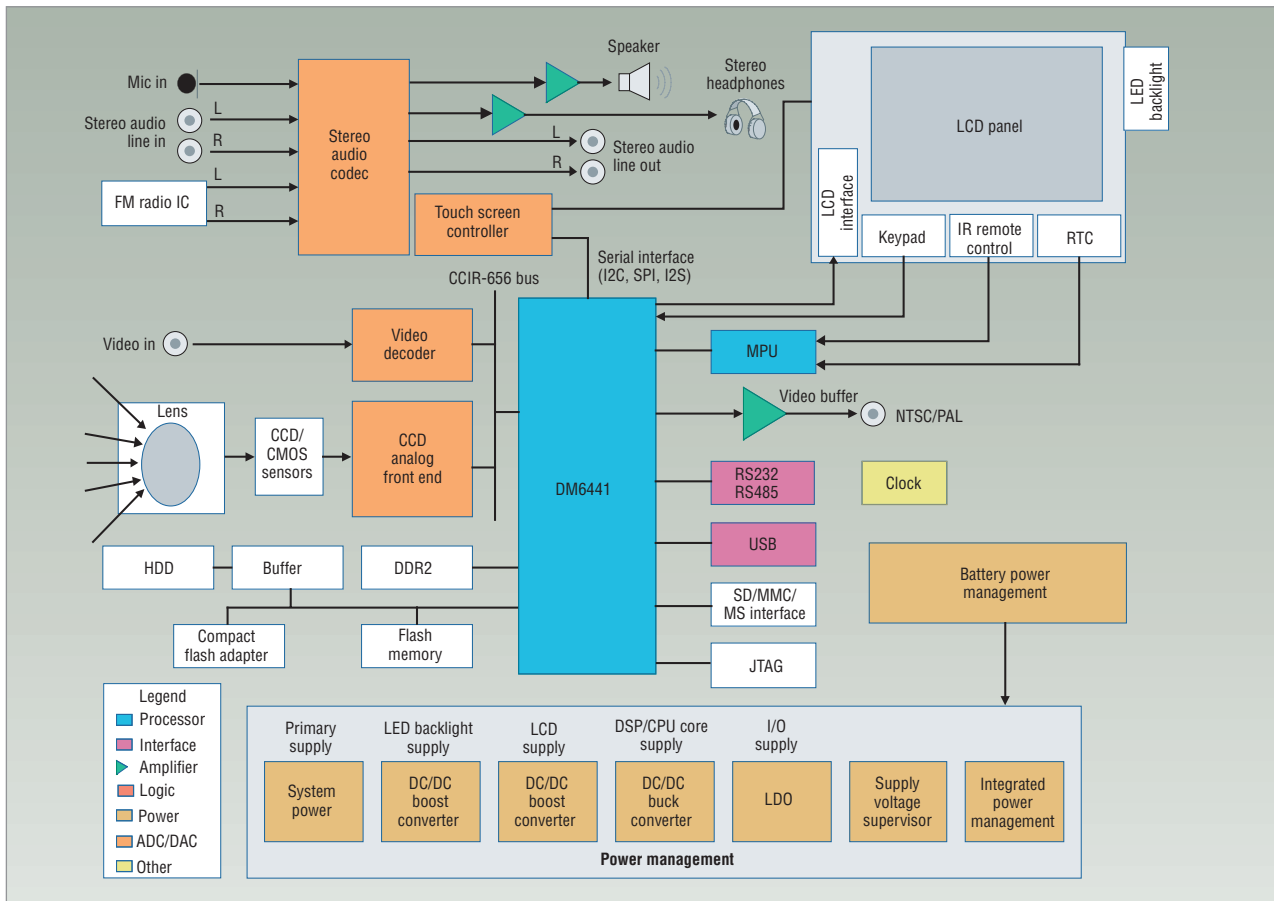 Speaker
Stereo
headphones
Mic in
L
Stereo audio
line in
R
L
FM radio IC
R
Stereo
audio
codec
L
Stereo audio
line out
R
Touch screen
controller
LCD panel
LED
backlight
LCD
interface
Keypad
IR remote
control
RTC
Serial interface
(I2C, SPI, I2S)
CCIR-656 bus
Video in
Video
decoder
MPU
Lens
CCD/
CMOS
sensors
CCD
analog
front end
DM6441
Video buffer
NTSC/PAL
RS232
RS485
Clock
USB
HDD
Buffer
DDR2
SD/MMC/
MS interface
Battery power
management
Compact
flash adapter
Flash
memory
JTAG
Legend
Processor
Interface
Amplifier
Logic
Power
ADC/DAC
Other
Primary
supply
LED backlight
supply
LCD
supply
DSP/CPU core
supply
I/O
supply
System
power
DC/DC
boost
converter
DC/DC
boost
converter
DC/DC
buck
converter
LDO
Supply
voltage
supervisor
Integrated
power
management
Power management